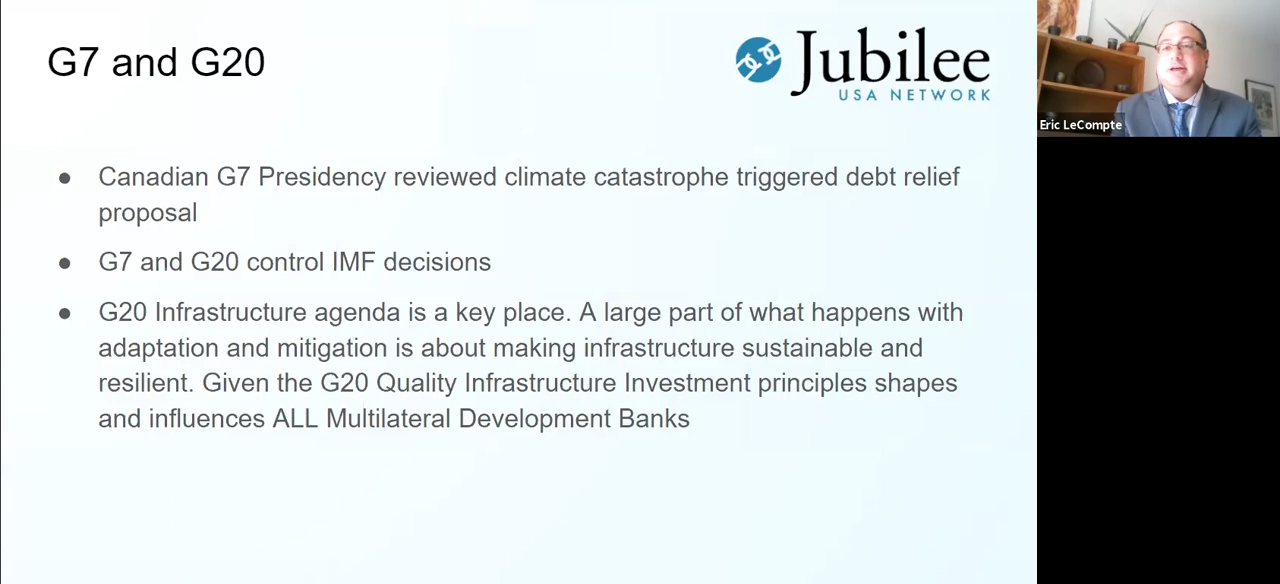 G7 and G20
Jubilee
USA NETWORK
Eric LeCompte
● Canadian G7 Presidency reviewed climate catastrophe triggered debt relief
proposal
● G7 and G20 control IMF decisions
● G20 Infrastructure agenda is a key place. A large part of what happens with
adaptation and mitigation is about making infrastructure sustainable and
resilient. Given the G20 Quality Infrastructure Investment principles shapes
and influences ALL Multilateral Development Banks